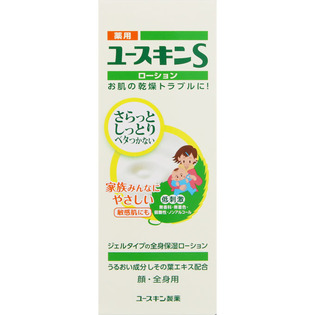 薬用
ユースキンS
ローション
お肌の乾燥トラブルに!
さらっと
しっとり
ベタつかない
家族みんなに
やさしい
敏感肌にも
低刺激
無香料・無着色・
弱酸性・ノンアルコール
ジェルタイプの全身保湿ローション
うるおい成分しその葉エキス配合
顔・全身用
ユースキン製薬